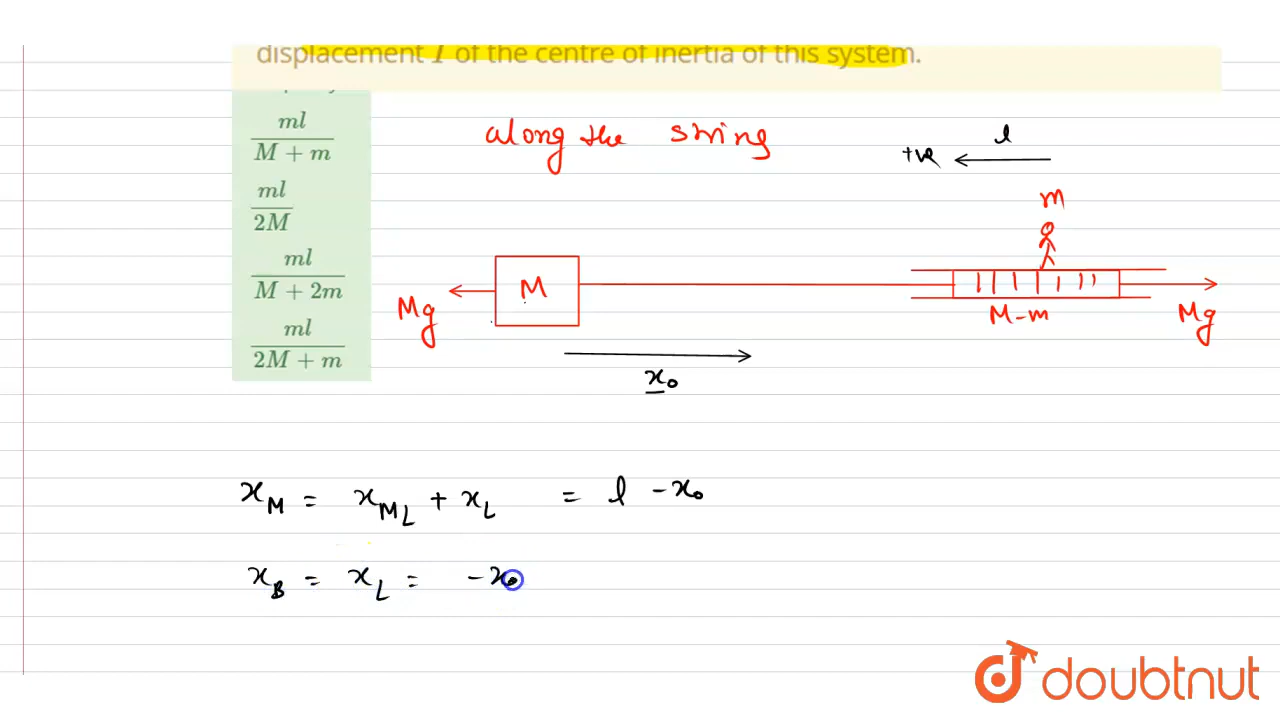 displacement I of the centre of inertia of this system.
ml / M + m
ml / 2M
ml / M + 2m
ml / 2M + m
along the string
l
+ve
m
M
Mg
M-m
Mg
x₀
x_M = x_ML + x_L = l - x₀
x_B = x_L = - x₀
doubtnut